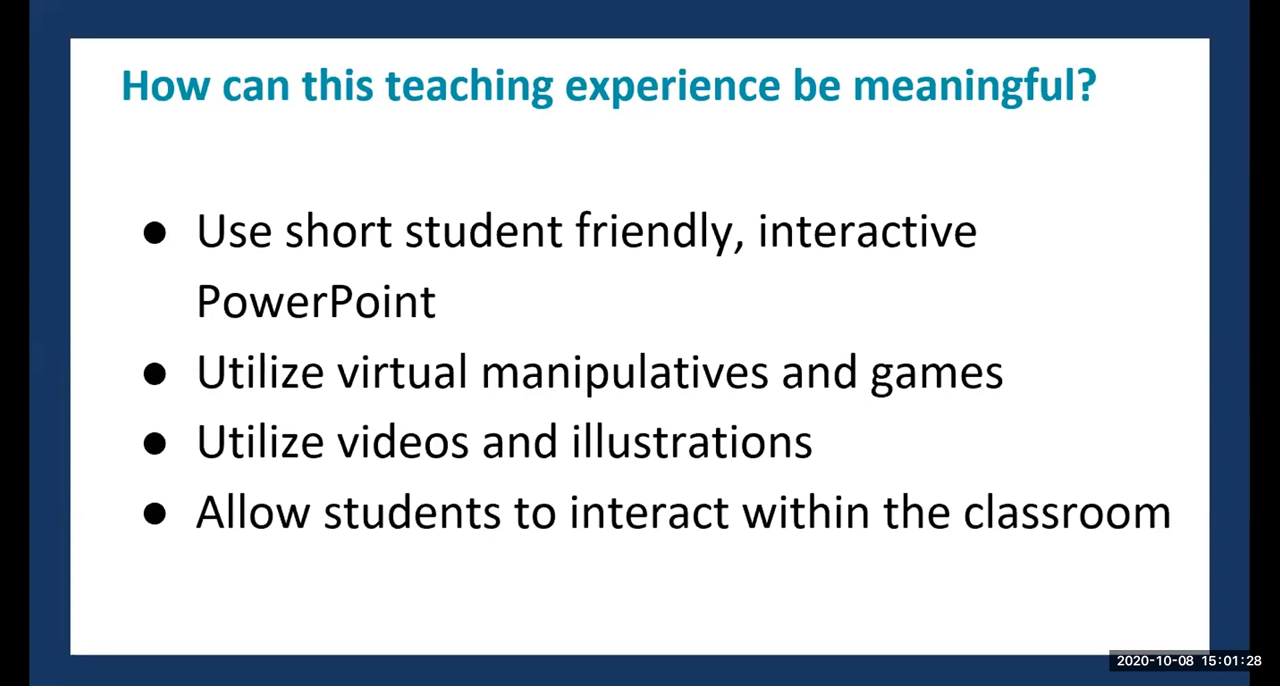 How can this teaching experience be meaningful?
● Use short student friendly, interactive
PowerPoint
● Utilize virtual manipulatives and games
● Utilize videos and illustrations
● Allow students to interact within the classroom
2020-10-08 15:01:28